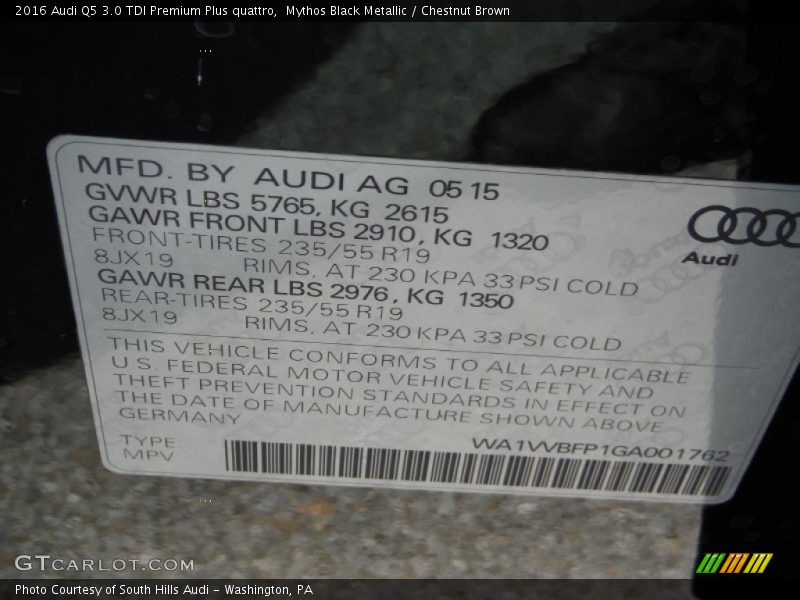 2016 Audi Q5 3.0 TDI Premium Plus quattro,  Mythos Black Metallic / Chestnut Brown
MFD. BY AUDI AG 05 15
GVWR LBS 5765, KG 2615
GAWR FRONT LBS 2910, KG 1320
FRONT-TIRES 235/55 R19
8JX19 RIMS, AT 230 KPA 33 PSI COLD
GAWR REAR LBS 2976, KG 1350
REAR-TIRES 235/55 R19
8JX19 RIMS, AT 230 KPA 33 PSI COLD
Audi
THIS VEHICLE CONFORMS TO ALL APPLICABLE
U.S. FEDERAL MOTOR VEHICLE SAFETY AND
THEFT PREVENTION STANDARDS IN EFFECT ON
THE DATE OF MANUFACTURE SHOWN ABOVE
GERMANY
TYPE
MPV
WA1VVBFP1GA001762
GTCARLOT.COM
Photo Courtesy of South Hills Audi - Washington, PA